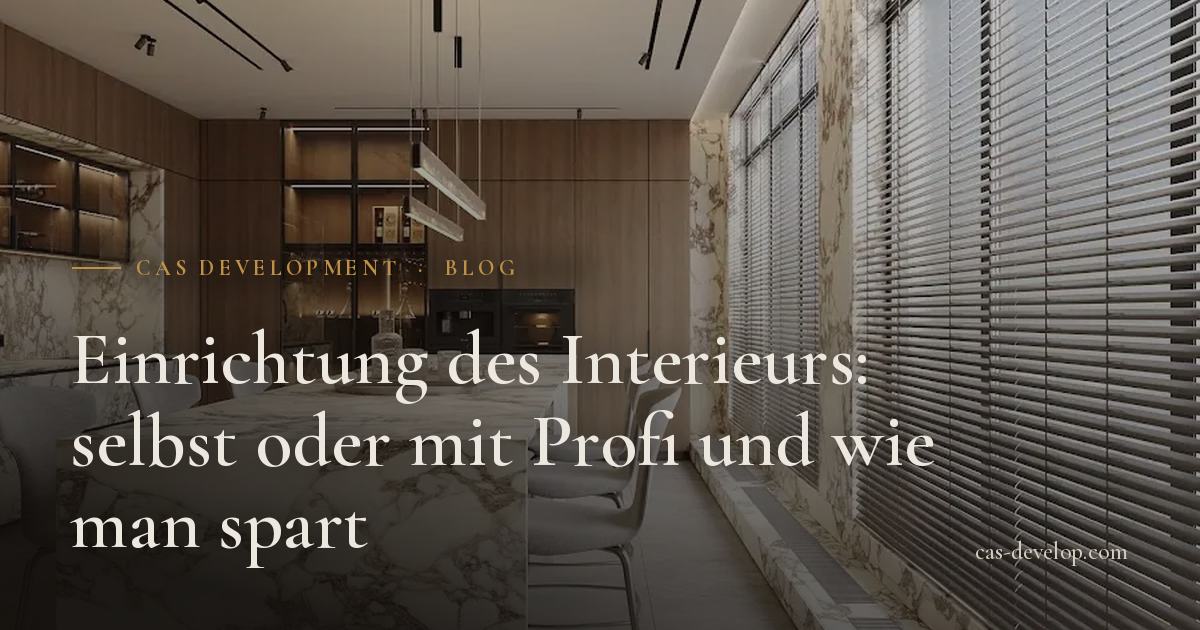 CAS DEVELOPMENT · BLOG
Einrichtung des Interieurs:
selbst oder mit Profi und wie
man spart
cas-develop.com